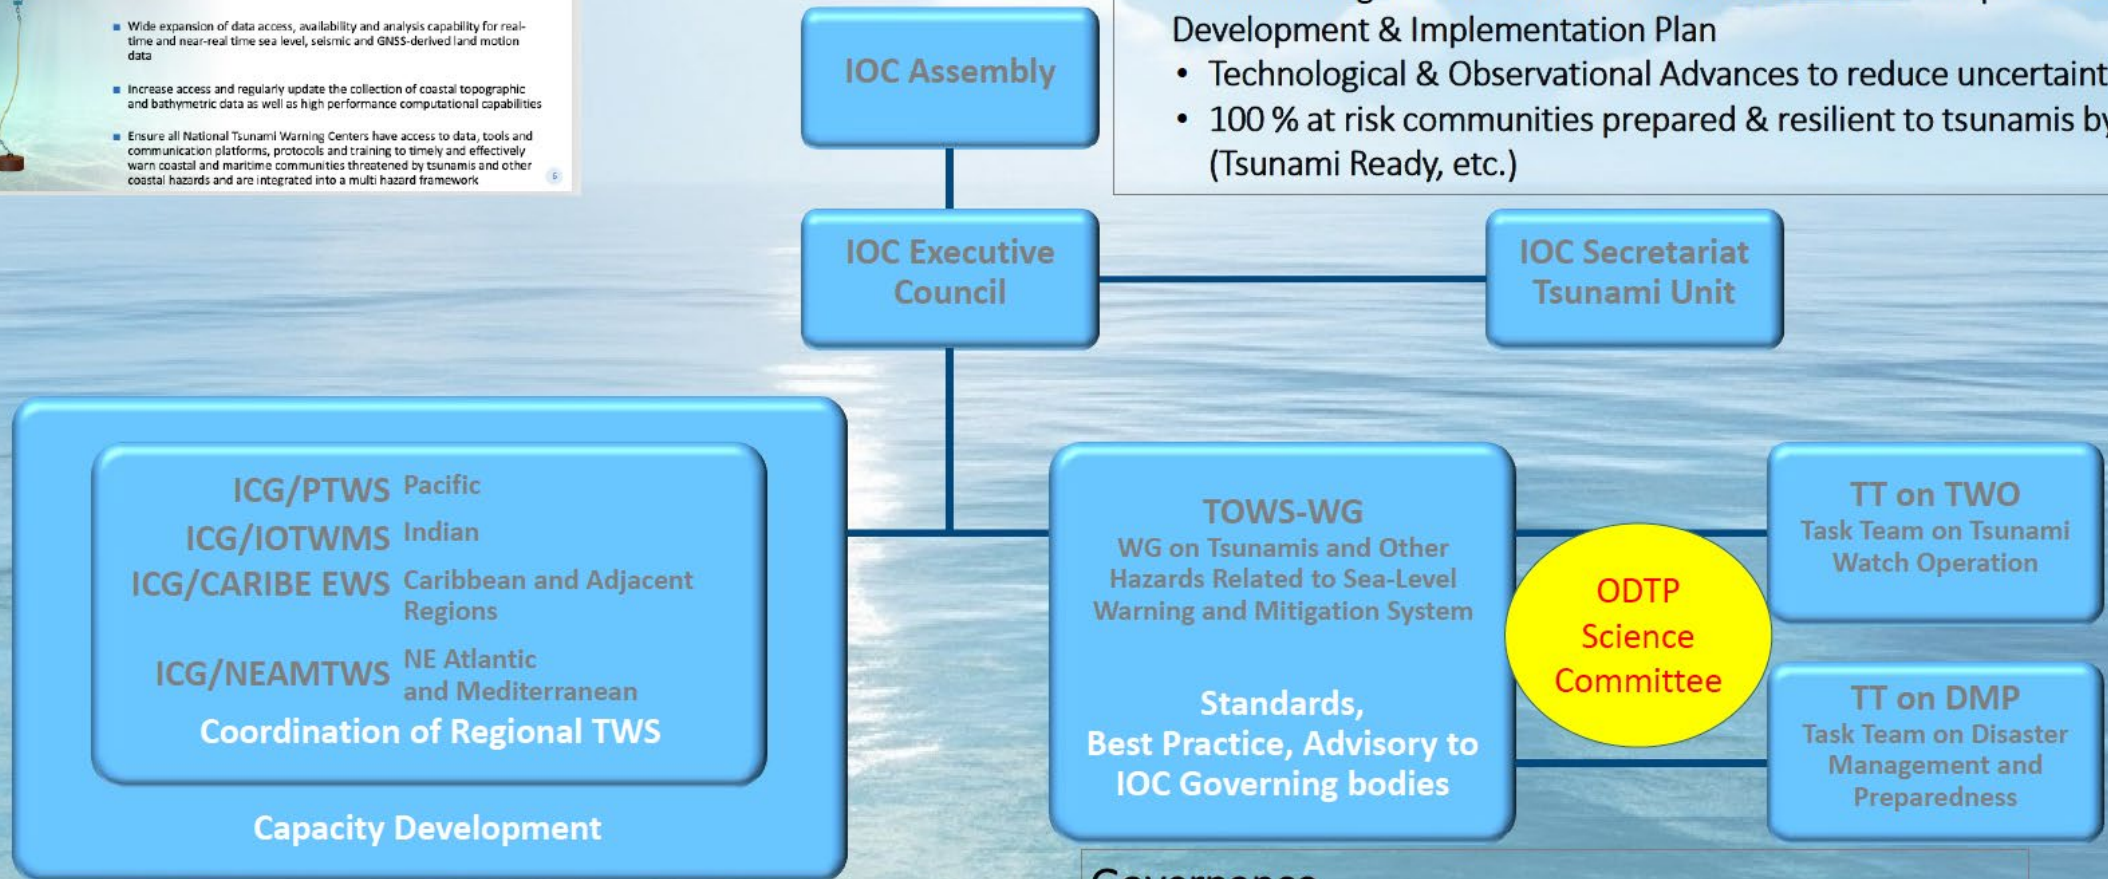 Wide expansion of data access, availability and analysis capability for real-
time and near-real time sea level, seismic and GNSS-derived land motion
data
Increase access and regularly update the collection of coastal topographic
and bathymetric data as well as high performance computational capabilities
Ensure all National Tsunami Warning Centers have access to data, tools and
communication platforms, protocols and training to timely and effectively
warn coastal and maritime communities threatened by tsunamis and other
coastal hazards and are integrated into a multi hazard framework
6
Development & Implementation Plan
• Technological & Observational Advances to reduce uncertaint
• 100 % at risk communities prepared & resilient to tsunamis by
(Tsunami Ready, etc.)
IOC Assembly
IOC Executive
Council
IOC Secretariat
Tsunami Unit
ICG/PTWS Pacific
ICG/IOTWMS Indian
ICG/CARIBE EWS Caribbean and Adjacent
Regions
ICG/NEAMTWS NE Atlantic
and Mediterranean
Coordination of Regional TWS
Capacity Development
TOWS-WG
WG on Tsunamis and Other
Hazards Related to Sea-Level
Warning and Mitigation System
Standards,
Best Practice, Advisory to
IOC Governing bodies
ODTP
Science
Committee
TT on TWO
Task Team on Tsunami
Watch Operation
TT on DMP
Task Team on Disaster
Management and
Preparedness
Governance